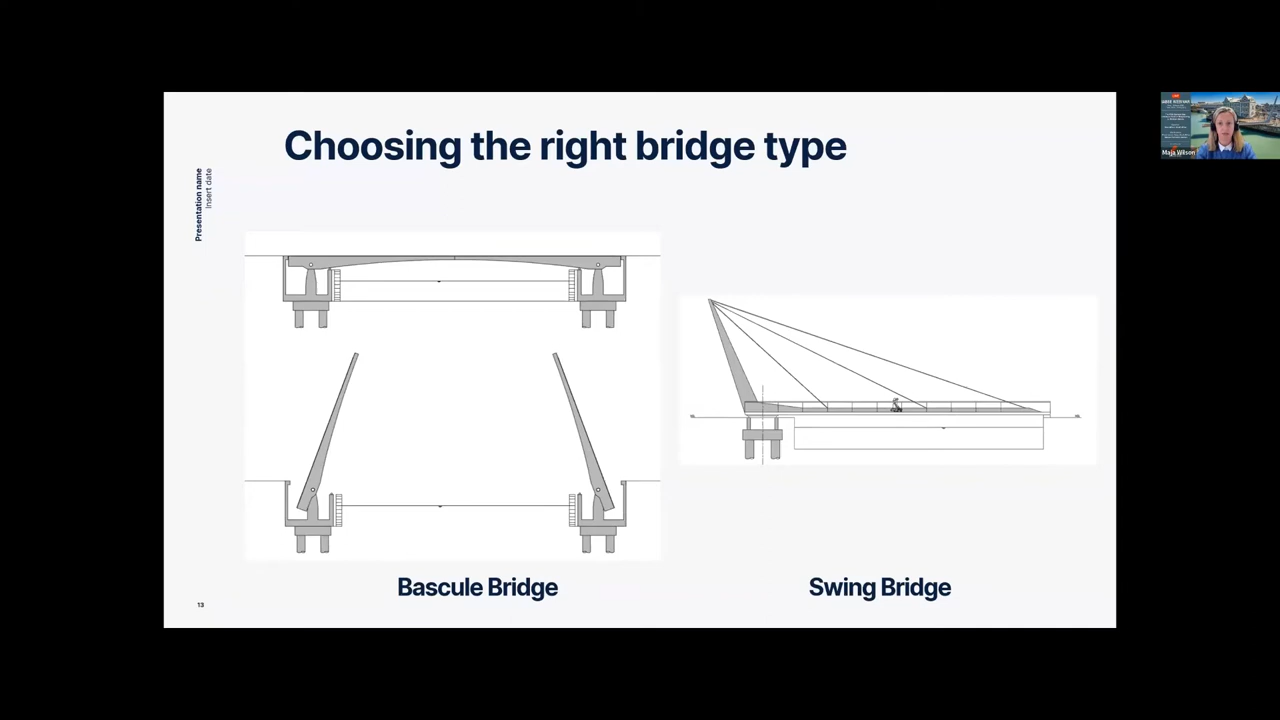 Choosing the right bridge type
Presentation name
Insert date
Bascule Bridge
Swing Bridge
13
Maja Wilson